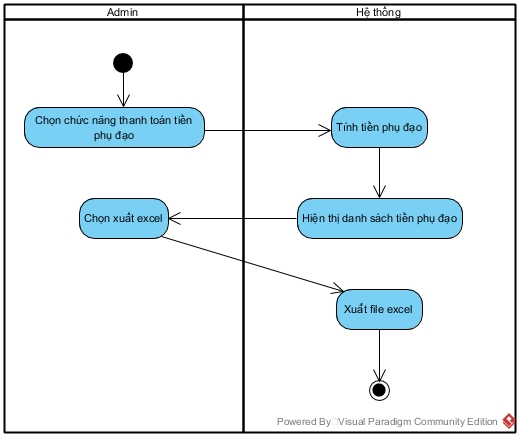 Admin
Hệ thống
Chọn chức năng thanh toán tiền
phụ đạo
Tính tiền phụ đạo
Chọn xuất excel
Hiện thị danh sách tiền phụ đạo
Xuất file excel
Powered By Visual Paradigm Community Edition